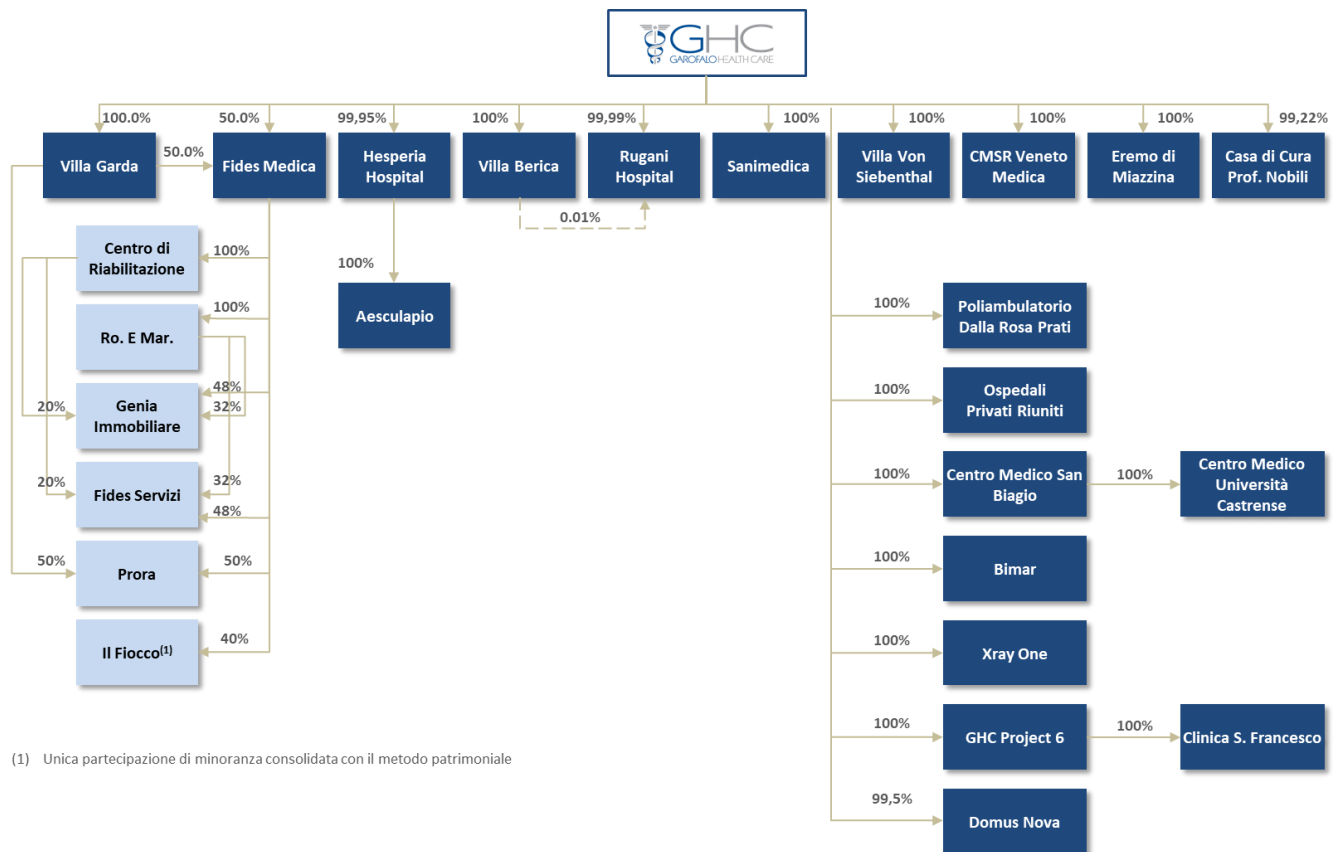 GHC
GAROFALO HEALTH CARE
100.0%
50.0%
99,95%
100%
99,99%
100%
100%
100%
100%
99,22%
Villa Garda
50.0%
Fides Medica
Hesperia
Hospital
Villa Berica
Rugani
Hospital
Sanimedica
Villa Von
Siebenthal
CMSR Veneto
Medica
Eremo di
Miazzina
Casa di Cura
Prof. Nobili
0.01%
Centro di
Riabilitazione
100%
100%
Aesculapio
100%
Ro. E Mar.
48%
20%
Genia
Immobiliare
32%
20%
Fides Servizi
32%
48%
50%
Prora
50%
Il Fiocco(1)
40%
100%
Poliambulatorio
Dalla Rosa Prati
100%
Ospedali
Privati Riuniti
100%
Centro Medico San
Biagio
100%
Centro Medico
Università
Castrense
100%
Bimar
100%
Xray One
100%
GHC Project 6
100%
Clinica S. Francesco
99,5%
Domus Nova
(1) Unica partecipazione di minoranza consolidata con il metodo patrimoniale